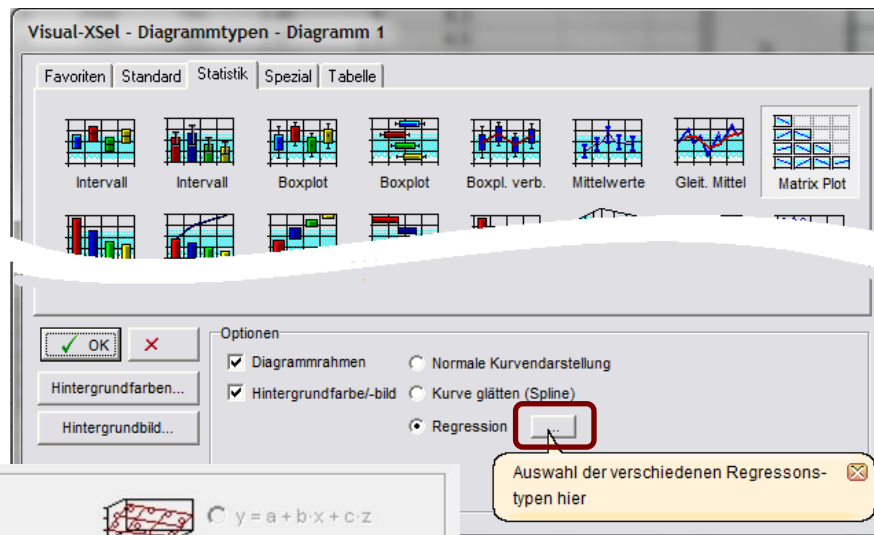 Visual-XSel - Diagrammtypen - Diagramm 1
Favoriten Standard Statistik Spezial Tabelle
Intervall Intervall Boxplot Boxplot Boxpl. verb. Mittelwerte Gleit. Mittel Matrix Plot
OK
Optionen
Diagrammrahmen Normale Kurvendarstellung
Hintergrundfarben...
Hintergrundfarbe/-bild Kurve glätten (Spline)
Hintergrundbild...
Regression ...
Auswahl der verschiedenen Regressons-
typen hier
y = a + b·x + c·z